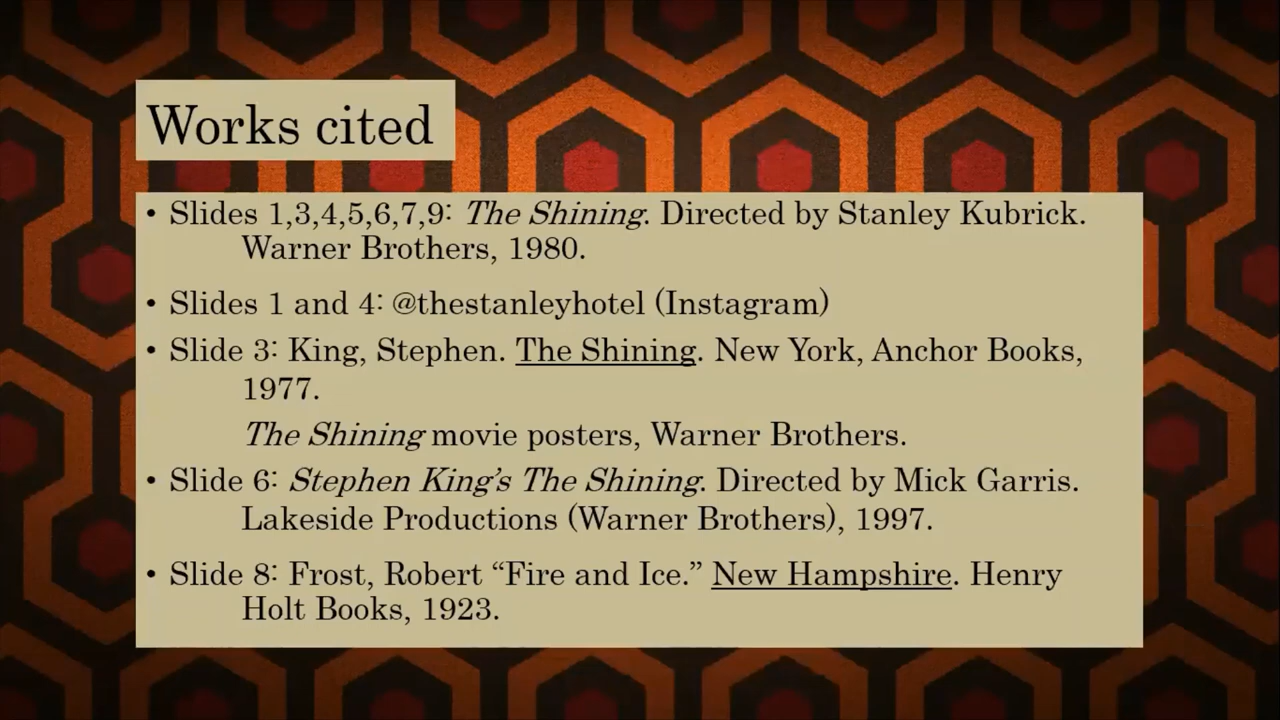 Works cited
• Slides 1,3,4,5,6,7,9: The Shining. Directed by Stanley Kubrick.
Warner Brothers, 1980.
• Slides 1 and 4: @thestanleyhotel (Instagram)
• Slide 3: King, Stephen. The Shining. New York, Anchor Books,
1977.
The Shining movie posters, Warner Brothers.
• Slide 6: Stephen King’s The Shining. Directed by Mick Garris.
Lakeside Productions (Warner Brothers), 1997.
• Slide 8: Frost, Robert “Fire and Ice.” New Hampshire. Henry
Holt Books, 1923.